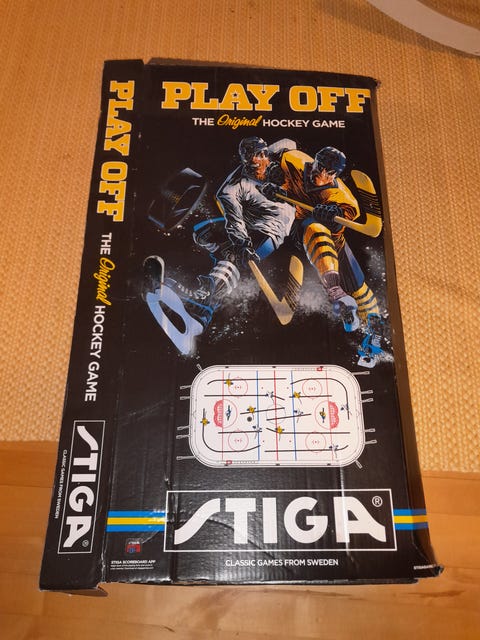 PLAY OFF
THE Original HOCKEY GAME
STIGA®
CLASSIC GAMES FROM SWEDEN
PLAY OFF
THE Original HOCKEY GAME
STIGA®
CLASSIC GAMES FROM SWEDEN
STIGA SCOREBOARD APP